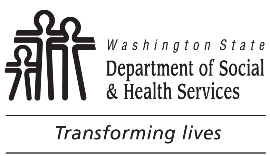 Washington State
Department of Social
& Health Services
Transforming lives